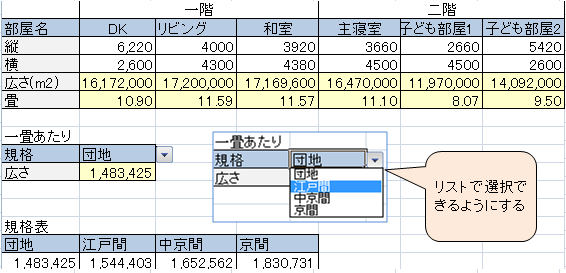 一階 二階
部屋名 DK リビング 和室 主寝室 子ども部屋1 子ども部屋2
縦 6,220 4000 3920 3660 2660 5420
横 2,600 4300 4380 4500 4500 2600
広さ(m2) 16,172,000 17,200,000 17,169,600 16,470,000 11,970,000 14,092,000
畳 10.90 11.59 11.57 11.10 8.07 9.50
一畳あたり
規格 団地
広さ 1,483,425
一畳あたり
規格 団地
広さ 団地
江戸間
中京間
京間
リストで選択で
きるようにする
規格表
団地 江戸間 中京間 京間
1,483,425 1,544,403 1,652,562 1,830,731